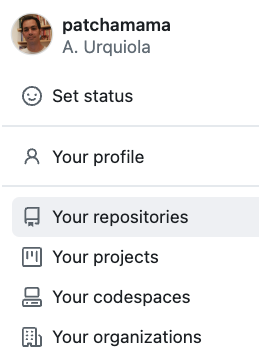 patchamama
A. Urquiola
Set status
Your profile
Your repositories
Your projects
Your codespaces
Your organizations